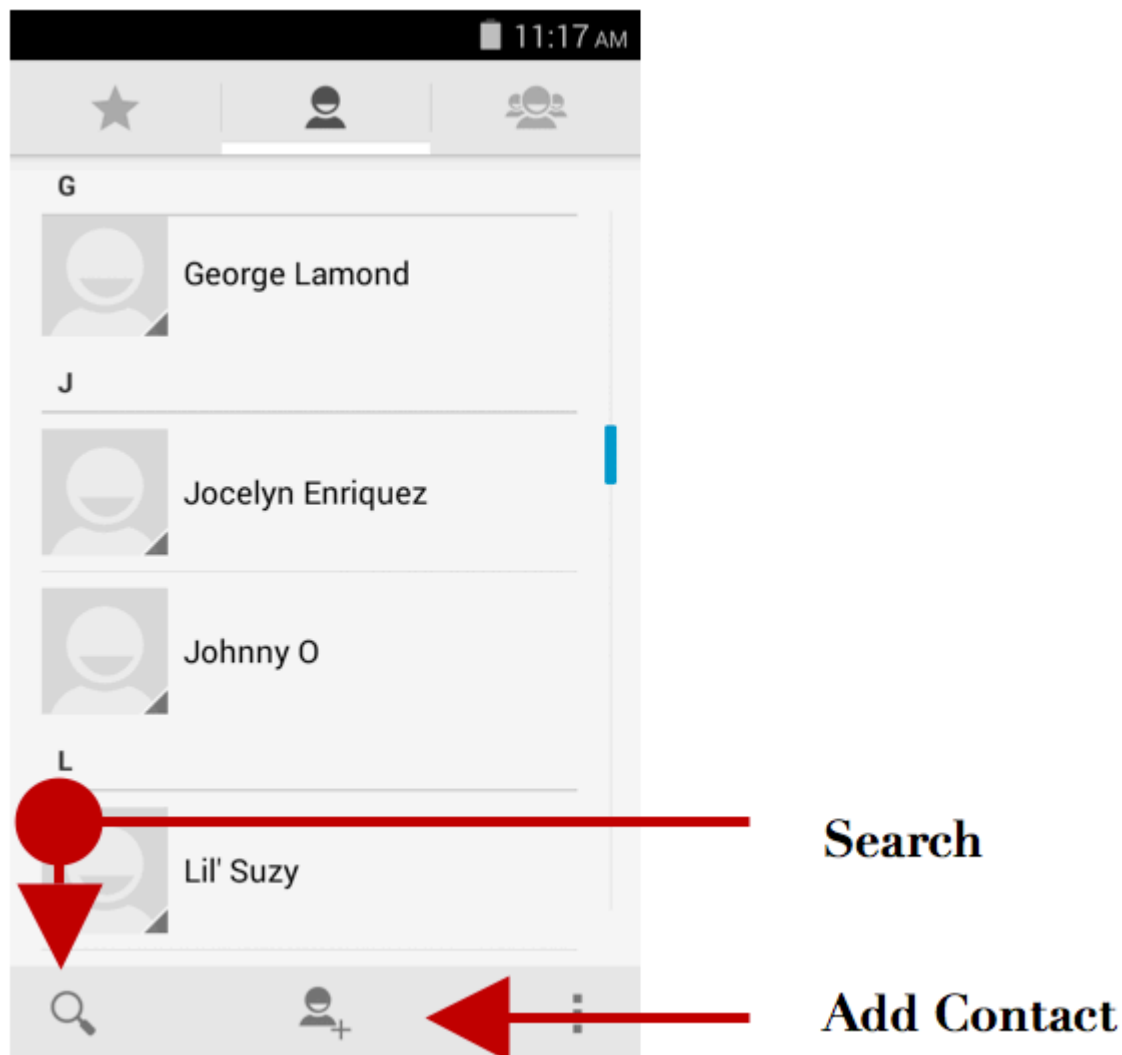 11:17 AM
G
George Lamond
J
Jocelyn Enriquez
Johnny O
L
Lil' Suzy
Search
Add Contact